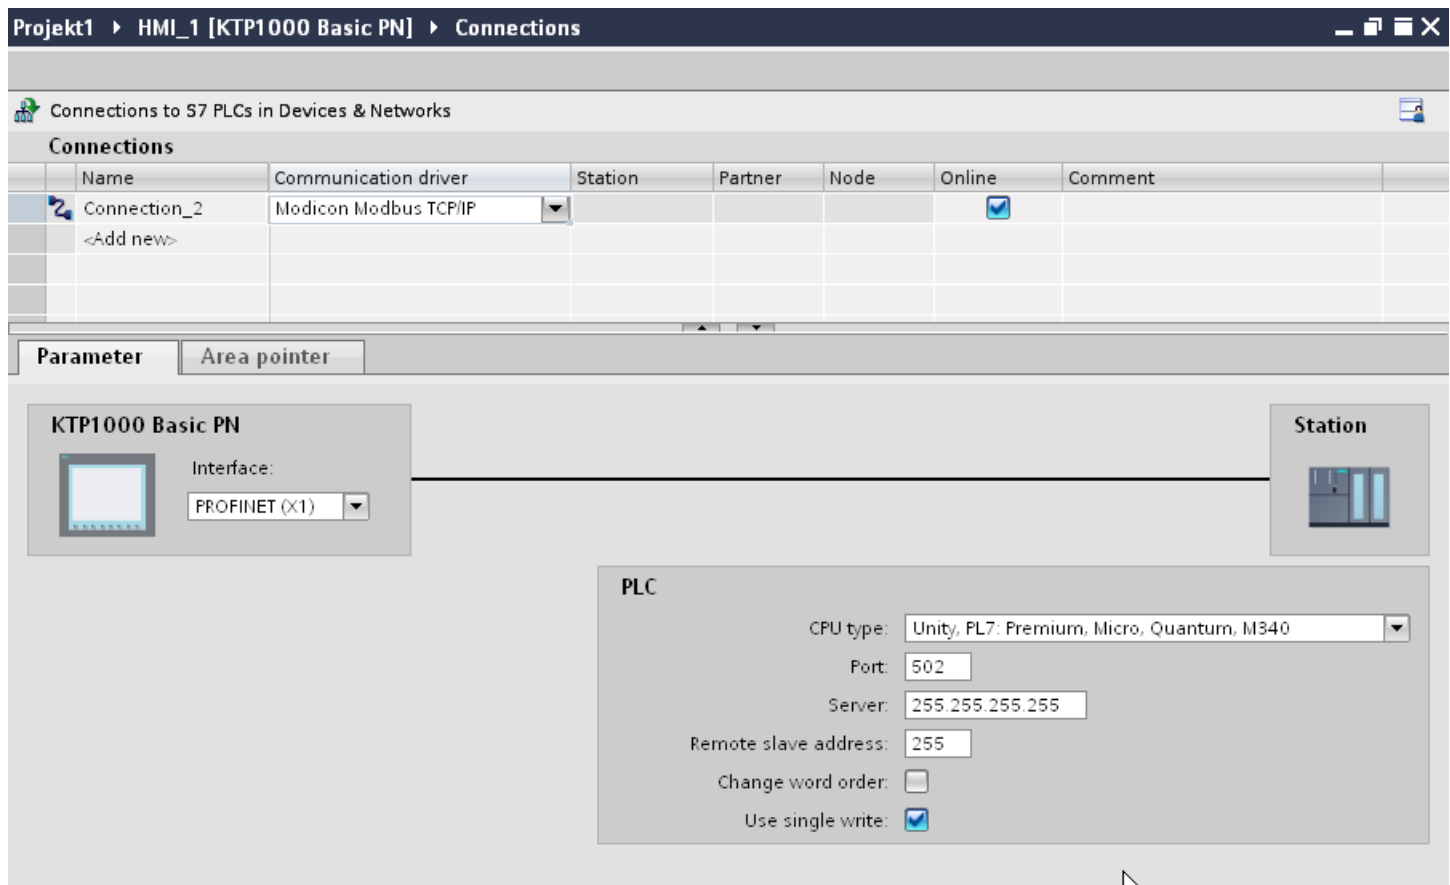 Projekt1 ▸ HMI_1 [KTP1000 Basic PN] ▸ Connections
Connections to S7 PLCs in Devices & Networks
Connections
Name Communication driver Station Partner Node Online Comment
Connection_2 Modicon Modbus TCP/IP
<Add new>
Parameter Area pointer
KTP1000 Basic PN
Station
Interface:
PROFINET (X1)
PLC
CPU type: Unity, PL7: Premium, Micro, Quantum, M340
Port: 502
Server: 255.255.255.255
Remote slave address: 255
Change word order:
Use single write: